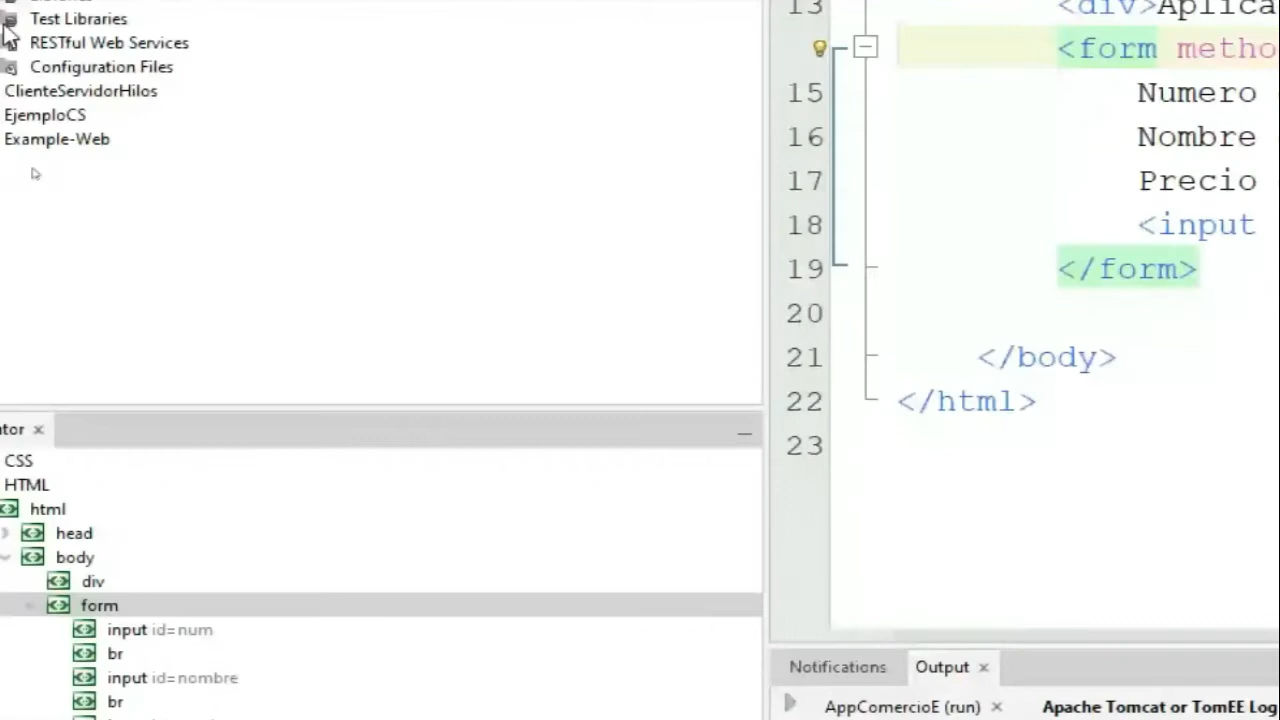 Test Libraries
RESTful Web Services
Configuration Files
ClienteServidorHilos
EjemploCS
Example-Web
ator
CSS
HTML
html
head
body
div
form
input id=num
br
input id=nombre
br
13 <div>Aplica
<form metho
15 Numero
16 Nombre
17 Precio
18 <input
19 </form>
20
21 </body>
22 </html>
23
Notifications Output
AppComercioE (run) Apache Tomcat or TomEE Log